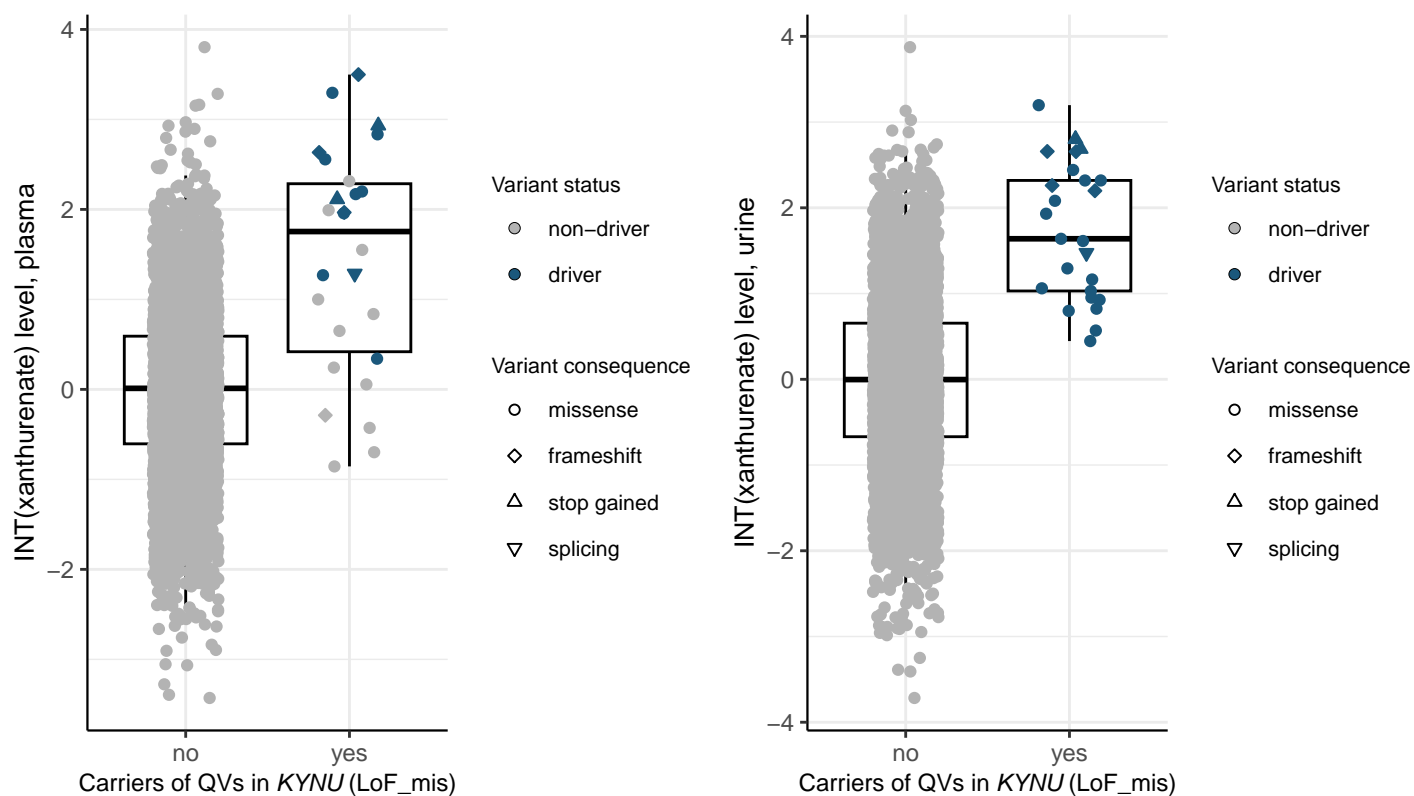 INT(xanthurenate) level, plasma
4
2
0
−2
no
yes
Carriers of QVs in KYNU (LoF_mis)
Variant status
non−driver
driver
Variant consequence
missense
frameshift
stop gained
splicing
INT(xanthurenate) level, urine
4
2
0
−2
−4
no
yes
Carriers of QVs in KYNU (LoF_mis)
Variant status
non−driver
driver
Variant consequence
missense
frameshift
stop gained
splicing